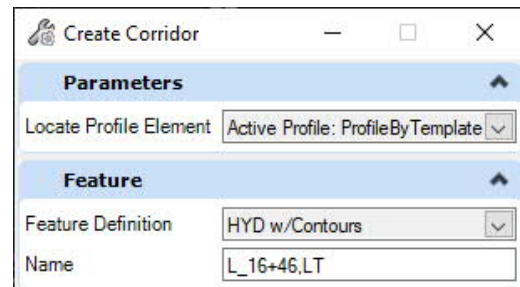 Create Corridor
Parameters
Locate Profile Element Active Profile: ProfileByTemplate
Feature
Feature Definition HYD w/Contours
Name L_16+46,LT